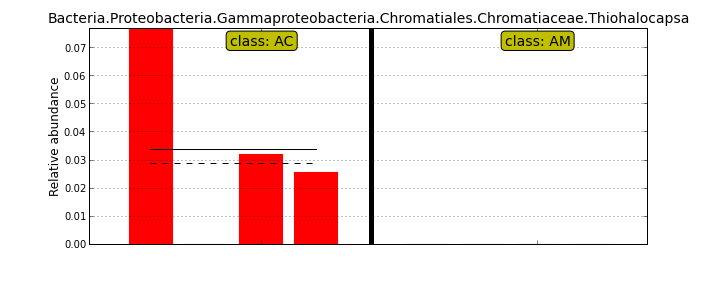 Bacteria.Proteobacteria.Gammaproteobacteria.Chromatiales.Chromatiaceae.Thiohalocapsa
class: AC
class: AM
Relative abundance
0.07
0.06
0.05
0.04
0.03
0.02
0.01
0.00